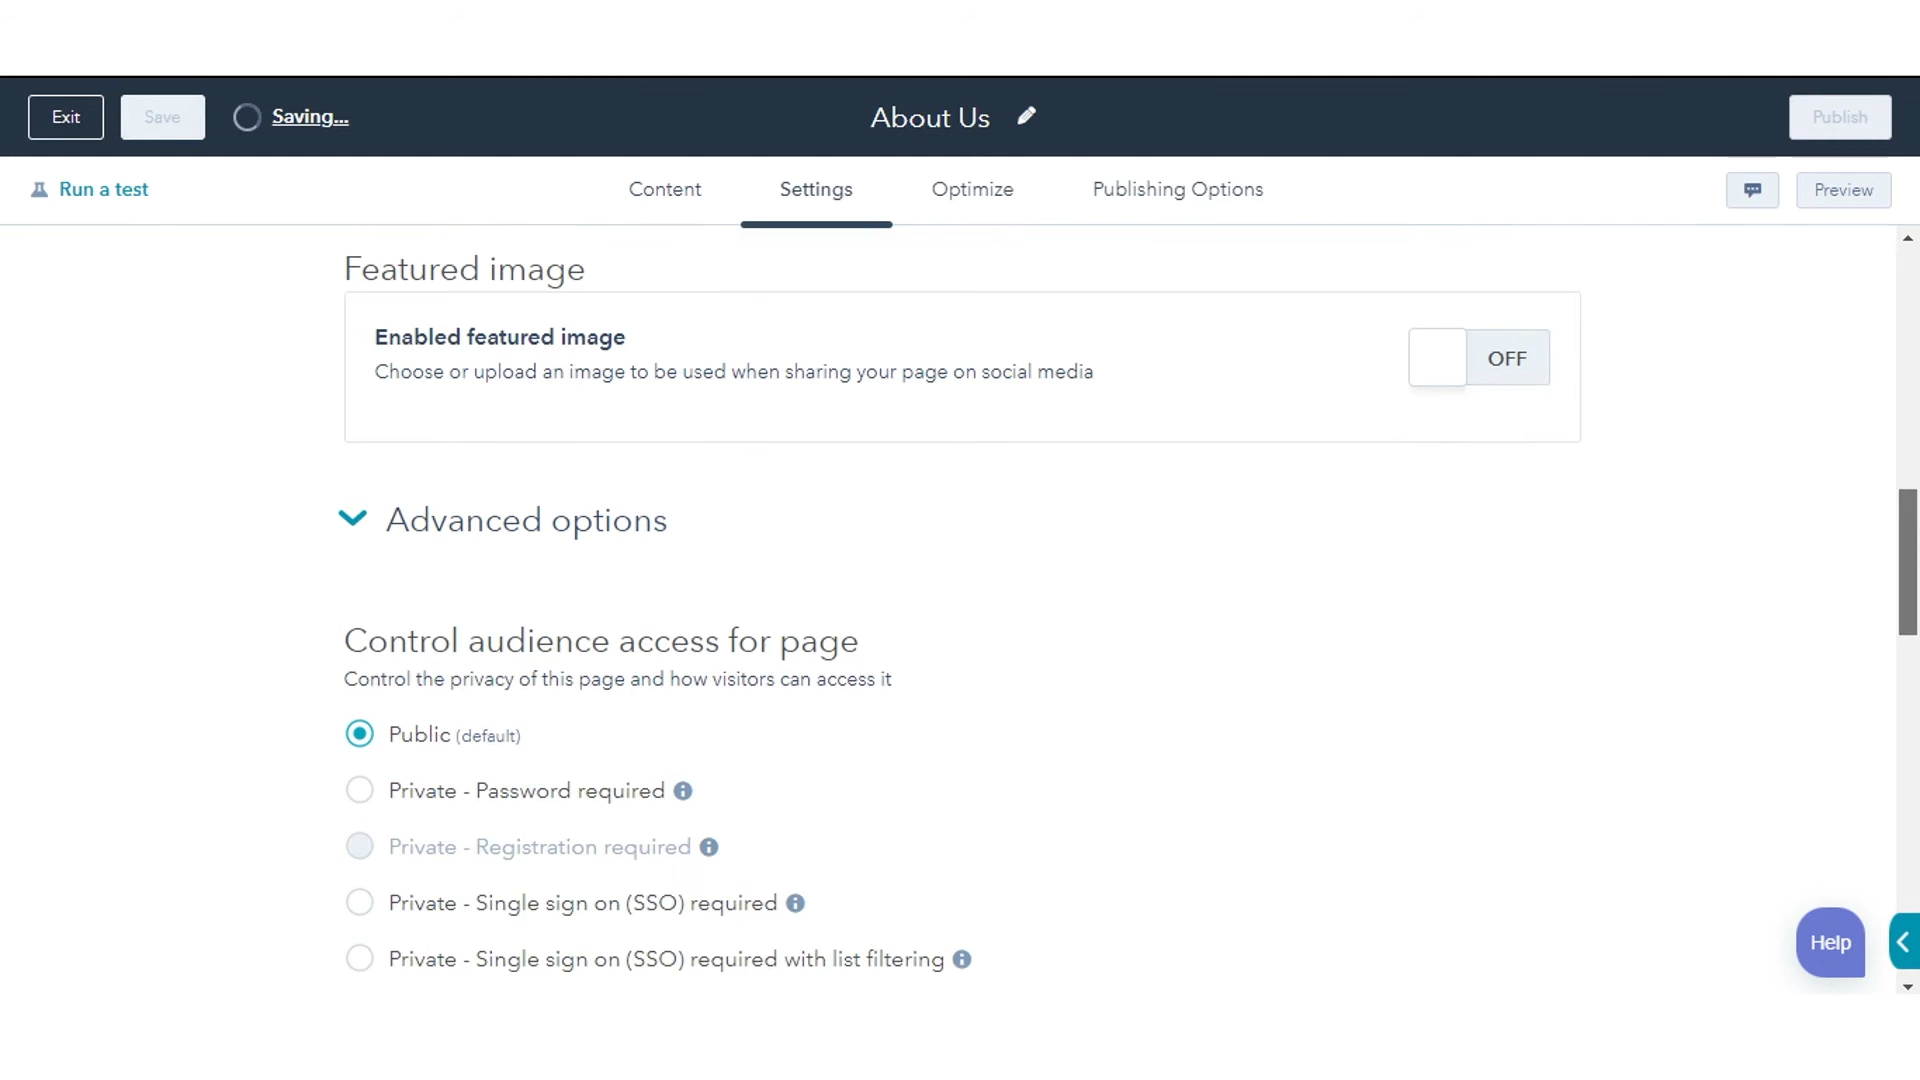 Exit
Save
Saving...
About Us
Publish
Run a test
Content
Settings
Optimize
Publishing Options
Preview
Featured image
Enabled featured image
OFF
Choose or upload an image to be used when sharing your page on social media
Advanced options
Control audience access for page
Control the privacy of this page and how visitors can access it
Public (default)
Private - Password required
Private - Registration required
Private - Single sign on (SSO) required
Private - Single sign on (SSO) required with list filtering
Help